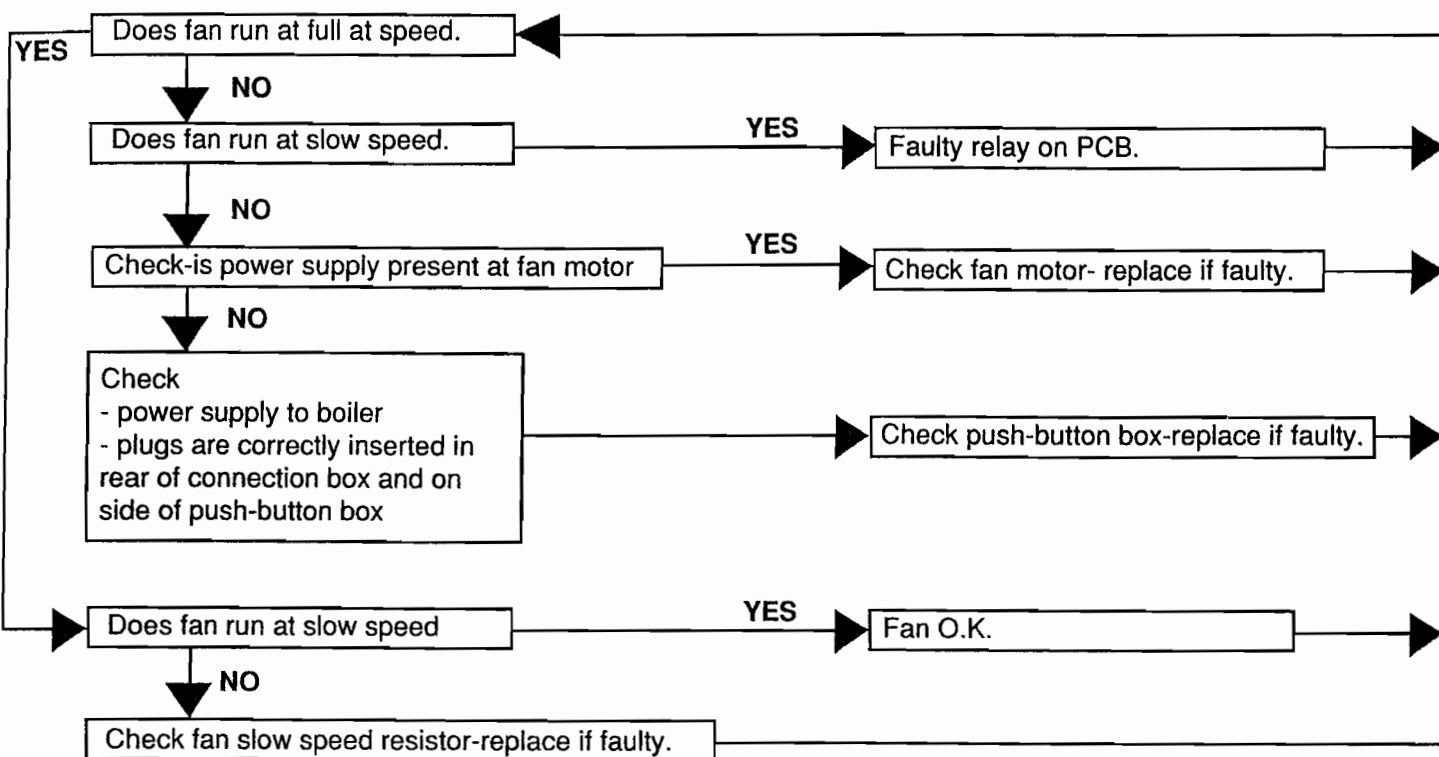 Does fan run at full at speed.
YES
NO
Does fan run at slow speed.
YES
Faulty relay on PCB.
NO
Check-is power supply present at fan motor
YES
Check fan motor- replace if faulty.
NO
Check
- power supply to boiler
- plugs are correctly inserted in
rear of connection box and on
side of push-button box
Check push-button box-replace if faulty.
Does fan run at slow speed
YES
Fan O.K.
NO
Check fan slow speed resistor-replace if faulty.